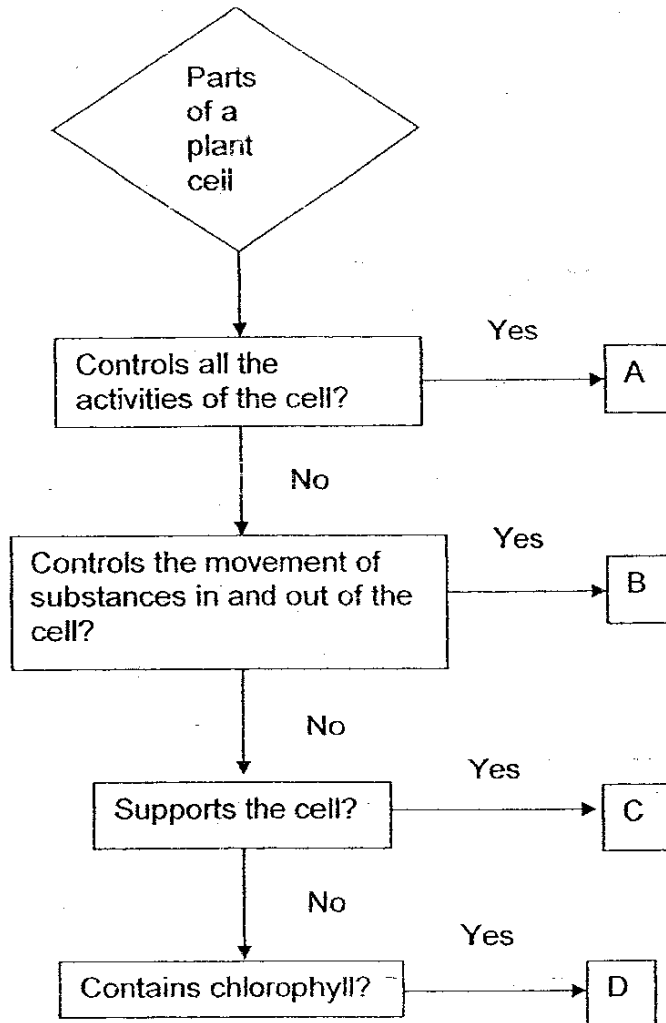 Parts
of a
plant
cell
Yes
Controls all the
activities of the cell?
A
No
Yes
Controls the movement of
substances in and out of the
cell?
B
No
Yes
Supports the cell?
C
No
Yes
Contains chlorophyll?
D